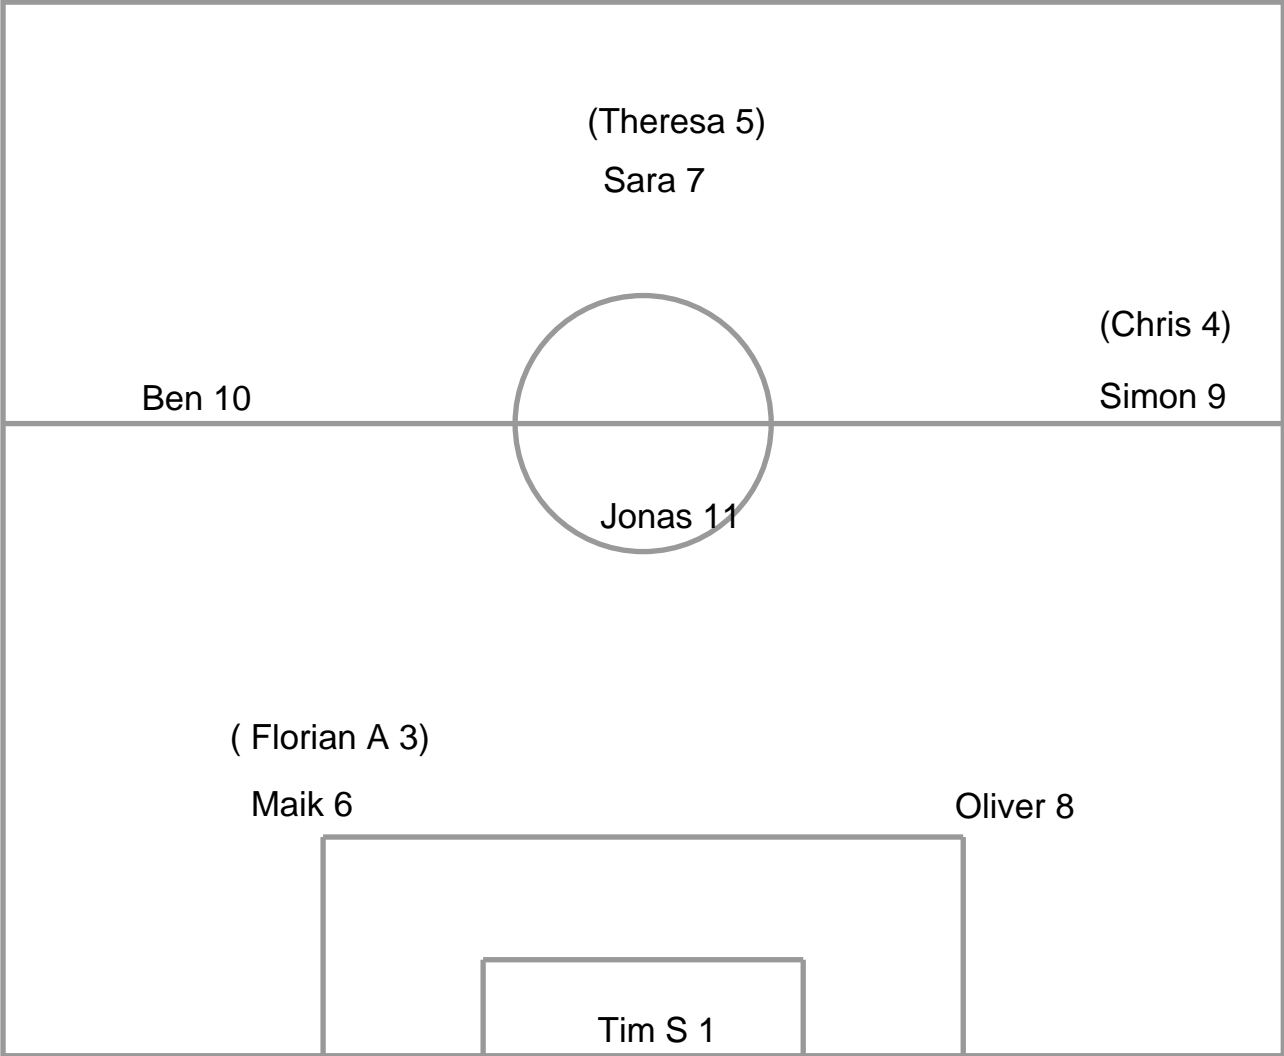 (Theresa 5)
Sara 7
(Chris 4)
Ben 10
Simon 9
Jonas 11
( Florian A 3)
Maik 6
Oliver 8
Tim S 1